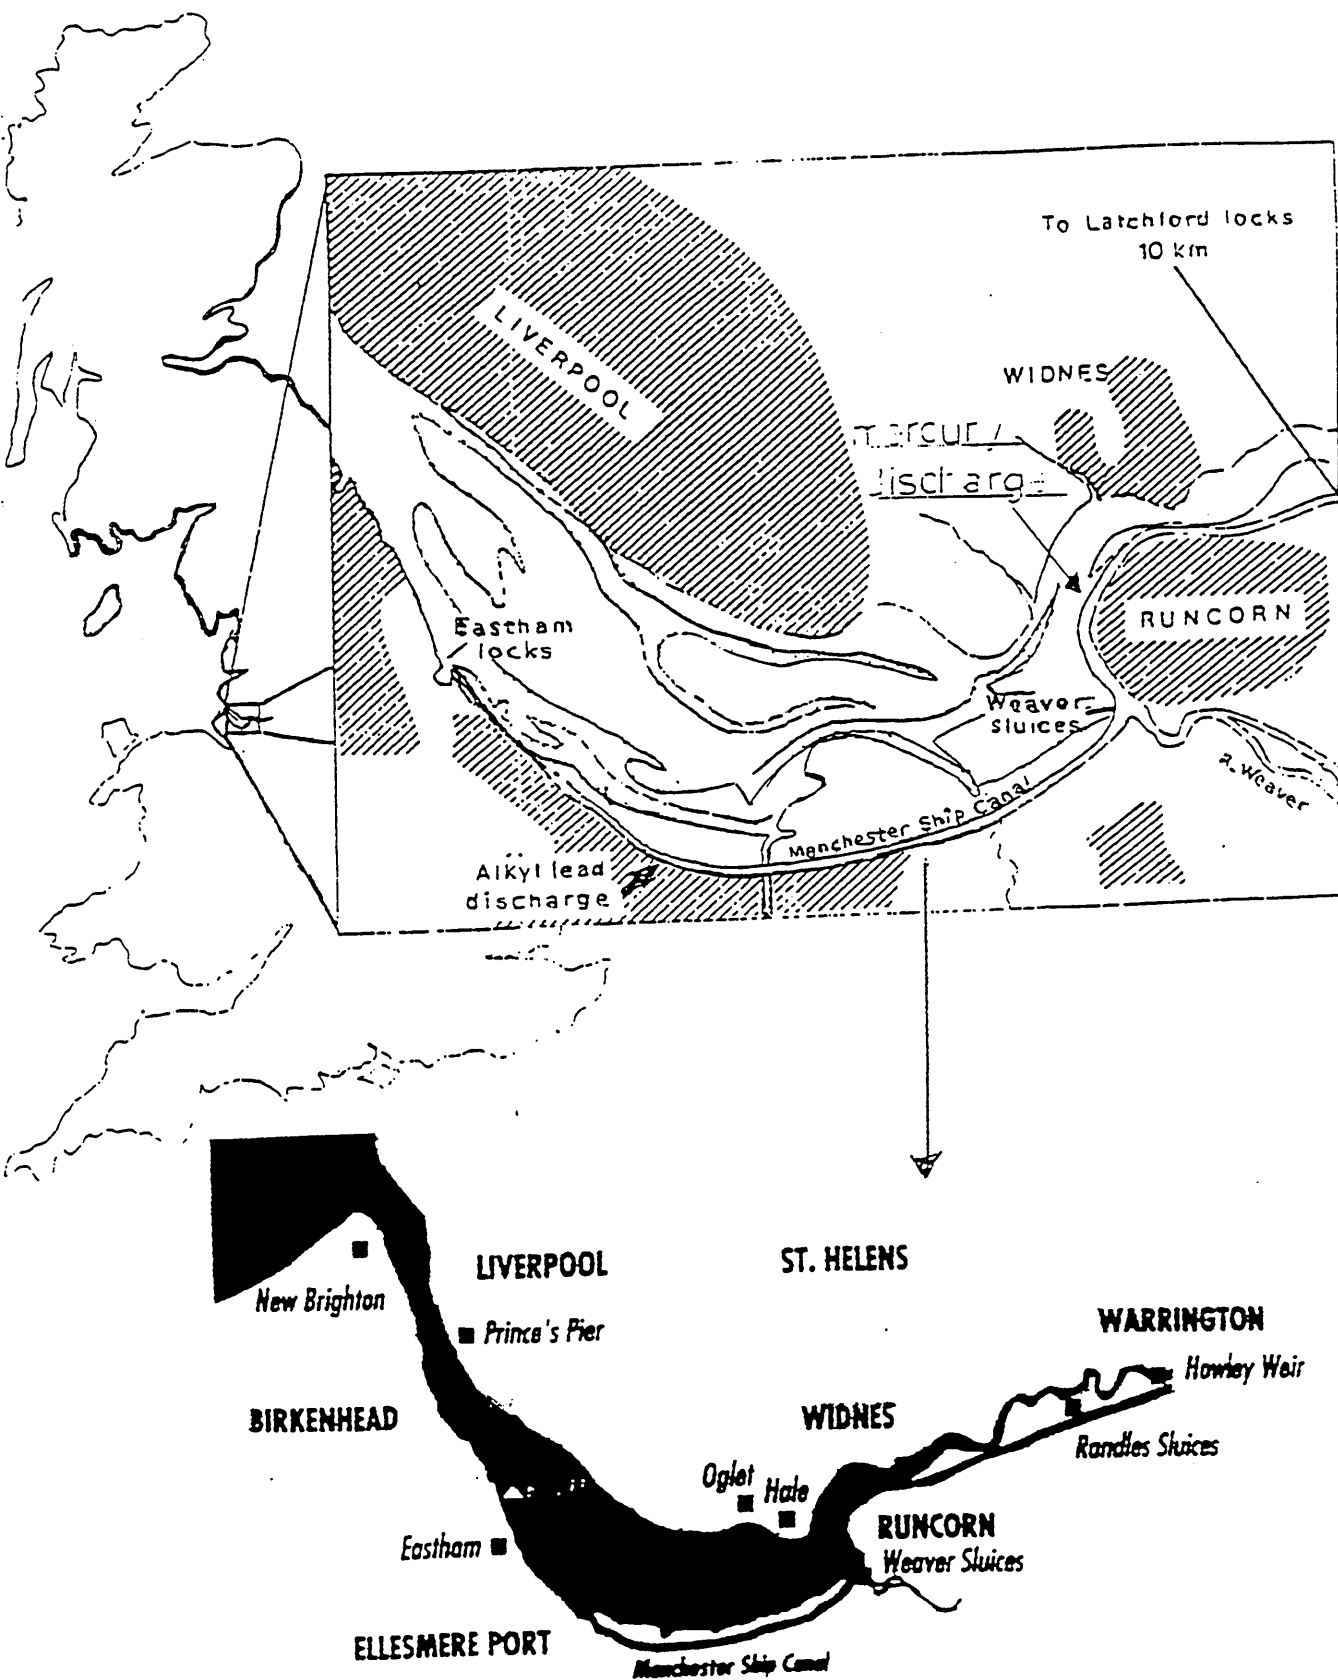 To Latchford locks
10 km
LIVERPOOL
WIDNES
mercury
discharge
RUNCORN
Eastham
locks
Weaver
sluices
R. Weaver
Manchester Ship Canal
Alkyl lead
discharge
LIVERPOOL
ST. HELENS
New Brighton
Prince's Pier
WARRINGTON
Howley Weir
BIRKENHEAD
WIDNES
Randles Sluices
Oglet
Hale
RUNCORN
Eastham
Weaver Sluices
ELLESMERE PORT
Manchester Ship Canal